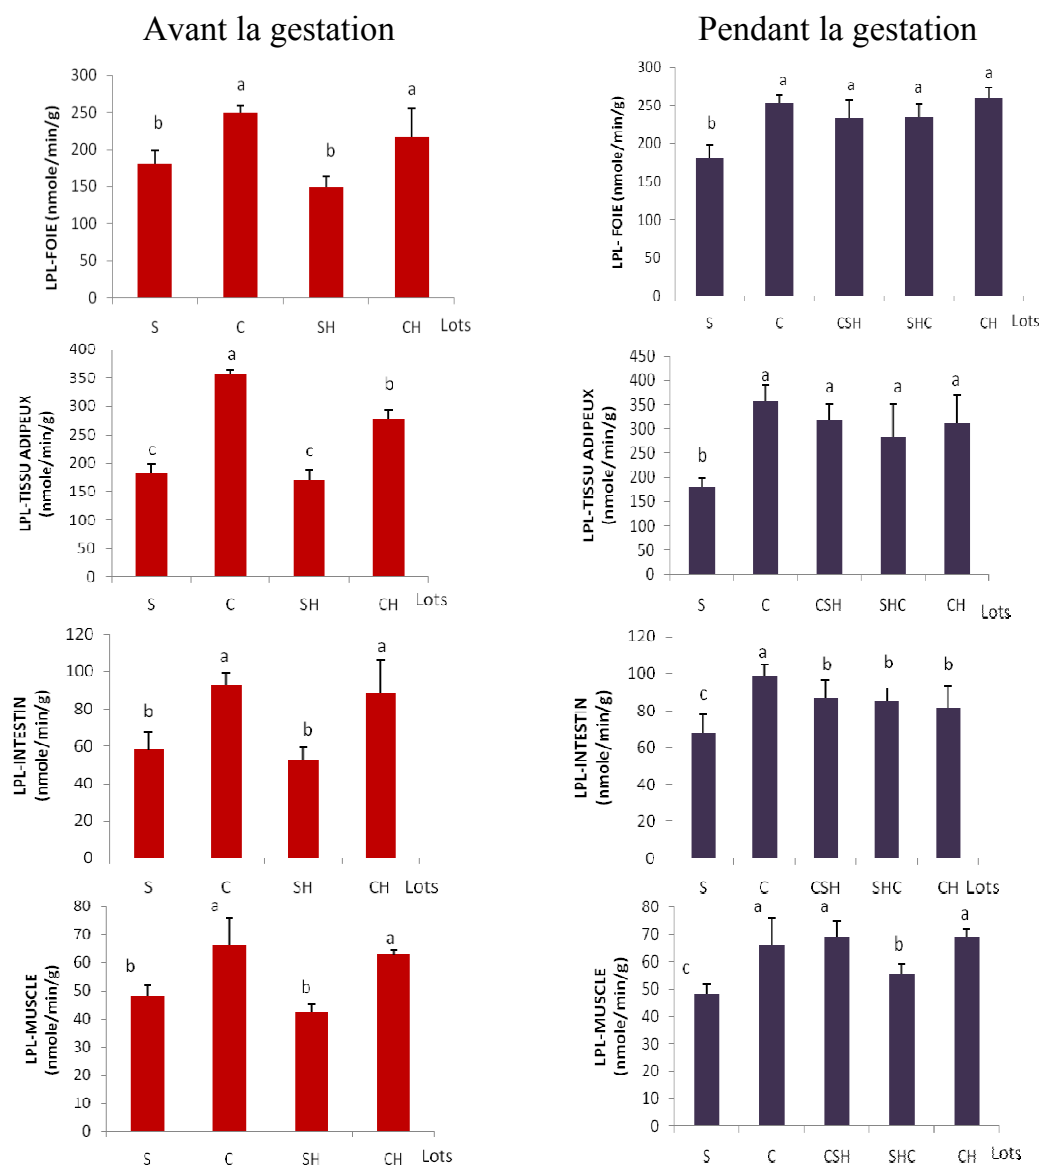 Avant la gestation
Pendant la gestation
LPL-FOIE (nmole/min/g)
300
250
200
150
100
50
0
b
a
b
a
S C SH CH Lots
LPL- FOIE (nmole/min/g)
300
250
200
150
100
50
0
b
a
a
a
a
S C CSH SHC CH Lots
LPL-TISSU ADIPEUX
(nmole/min/g)
400
350
300
250
200
150
100
50
0
c
a
c
b
S C SH CH Lots
LPL-TISSU ADIPEUX
(nmole/min/g)
450
400
350
300
250
200
150
100
50
0
b
a
a
a
a
S C CSH SHC CH Lots
LPL-INTESTIN
(nmole/min/g)
120
100
80
60
40
20
0
b
a
b
a
S C SH CH Lots
LPL-INTESTIN
(nmole/min/g)
120
100
80
60
40
20
0
c
a
b
b
b
S C CSH SHC CH Lots
LPL-MUSCLE
(nmole/min/g)
80
70
60
50
40
30
20
10
0
b
a
b
a
S C SH CH Lots
LPL-MUSCLE
(nmole/min/g)
80
70
60
50
40
30
20
10
0
c
a
a
b
a
S C CSH SHC CH Lots